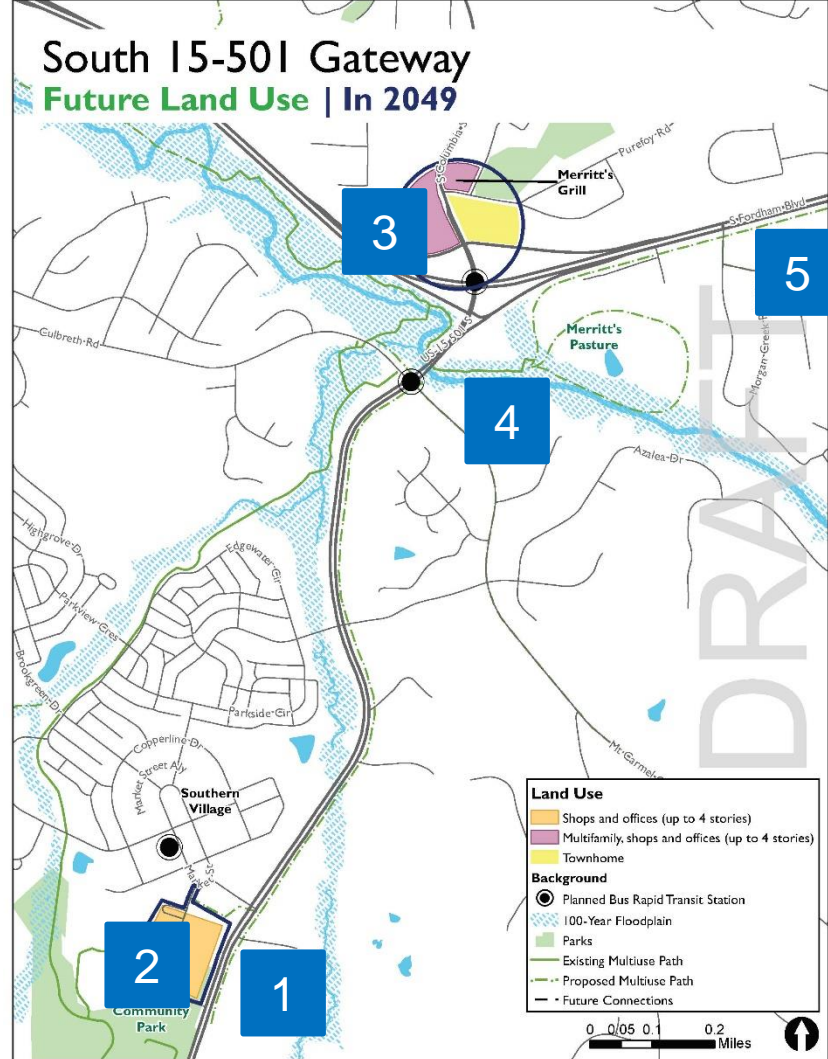 South 15-501 Gateway
Future Land Use | In 2049
S Columbia S
Purefoy Rd
Merritt's
Grill
3
S Fordham Blvd
5
Culbreth Rd
US 15 501 S
Merritt's
Pasture
Morgan Creek R
4
Azalea Dr
DRAFT
Highgrove Dr
Edgewater Cir
Parkview Cres
Brookgreen Dr
Parkside Cir
Copperline Dr
Market Street Aly
Mt Carmel
Southern
Village
Market St
2
1
Community
Park
Land Use
Shops and offices (up to 4 stories)
Multifamily, shops and offices (up to 4 stories)
Townhome
Background
Planned Bus Rapid Transit Station
100-Year Floodplain
Parks
Existing Multiuse Path
Proposed Multiuse Path
Future Connections
0 0.05 0.1 0.2
Miles